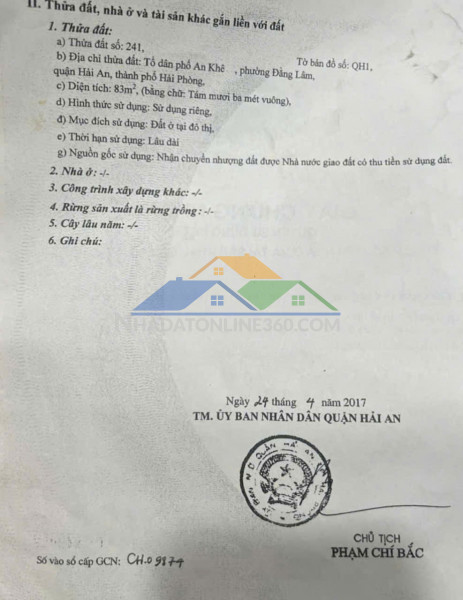 II. Thửa đất, nhà ở và tài sản khác gắn liền với đất
1. Thửa đất:
a) Thửa đất số: 241, Tờ bản đồ số: QH1,
b) Địa chỉ thửa đất: Tổ dân phố An Khê , phường Đằng Lâm,
quận Hải An, thành phố Hải Phòng,
c) Diện tích: 83m², (bằng chữ: Tám mươi ba mét vuông),
d) Hình thức sử dụng: Sử dụng riêng,
đ) Mục đích sử dụng: Đất ở tại đô thị,
e) Thời hạn sử dụng: Lâu dài
g) Nguồn gốc sử dụng: Nhận chuyển nhượng đất được Nhà nước giao đất có thu tiền sử dụng đất.
2. Nhà ở: -/-
3. Công trình xây dựng khác: -/-
4. Rừng sản xuất là rừng trồng: -/-
5. Cây lâu năm: -/-
6. Ghi chú:
NHADATONLINE360.COM
Ngày 24 tháng 4 năm 2017
TM. ỦY BAN NHÂN DÂN QUẬN HẢI AN
CHỦ TỊCH
PHẠM CHÍ BẮC
Số vào sổ cấp GCN: CH.09174